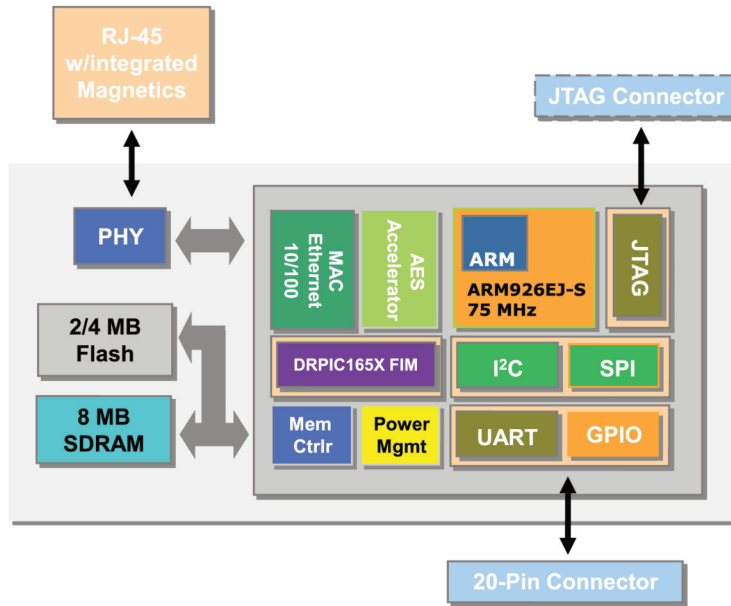 RJ-45
w/integrated
Magnetics
JTAG Connector
PHY
MAC
Ethernet
10/100
AES
Accelerator
ARM
ARM926EJ-S
75 MHz
JTAG
2/4 MB
Flash
DRPIC165X FIM
I²C
SPI
8 MB
SDRAM
Mem
Ctrlr
Power
Mgmt
UART
GPIO
20-Pin Connector